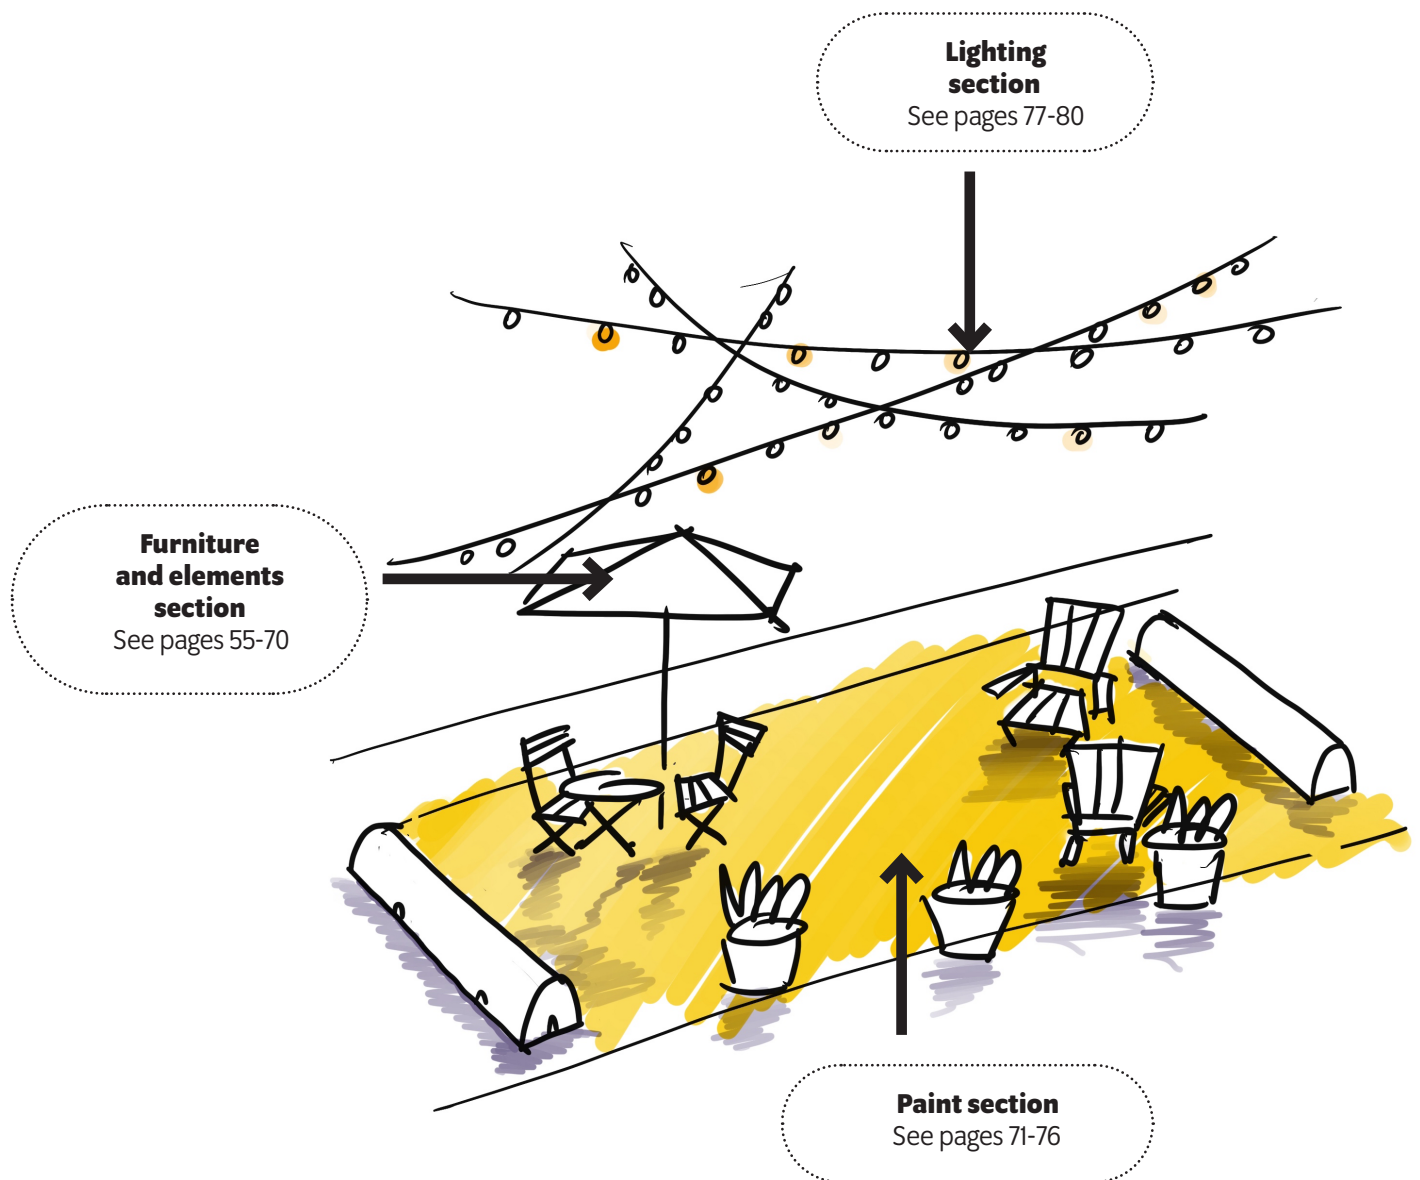 Lighting
section
See pages 77-80
Furniture
and elements
section
See pages 55-70
Paint section
See pages 71-76